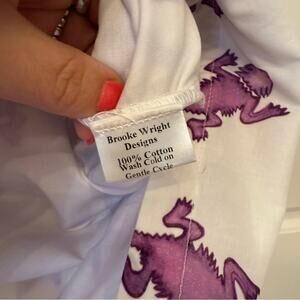 Brooke Wright
Designs
100% Cotton
Wash Cold on
Gentle Cycle